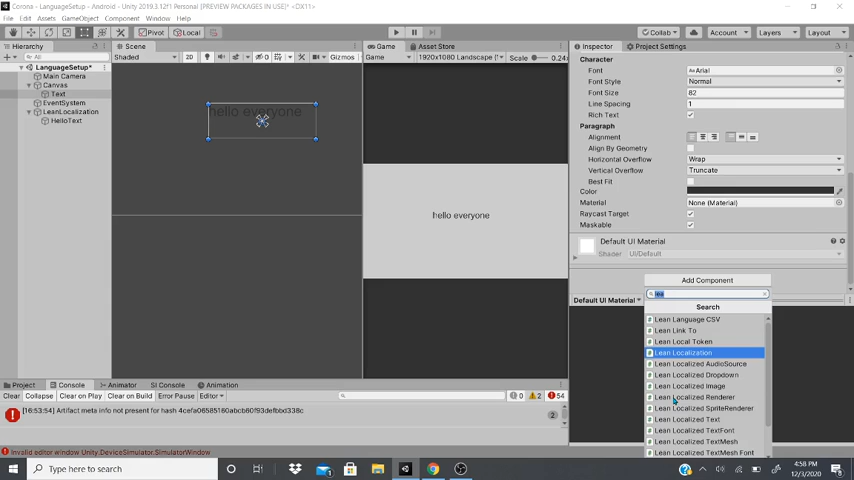 Corona - LanguageSetup - Android - Unity 2019.3.12f1 Personal [PREVIEW PACKAGES IN USE]* <DX11>
File Edit Assets GameObject Component Window Help
Pivot Local
Collab Account Layers Layout
Hierarchy
All
LanguageSetup*
Main Camera
Canvas
Text
EventSystem
LeanLocalization
HelloText
Scene
Shaded 2D 0 Gizmos
hello everyone
Game Asset Store
Game 1920x1080 Landscape ( Scale 0.24x
hello everyone
Inspector Project Settings
Character
Font Arial
Font Style Normal
Font Size 82
Line Spacing 1
Rich Text
Paragraph
Alignment
Align By Geometry
Horizontal Overflow Wrap
Vertical Overflow Truncate
Best Fit
Color
Material None (Material)
Raycast Target
Maskable
Default UI Material
Shader UI/Default
Add Component
Default UI Material
lea
Search
Lean Language CSV
Lean Link To
Lean Local Token
Lean Localization
Lean Localized AudioSource
Lean Localized Dropdown
Lean Localized Image
Lean Localized Renderer
Lean Localized SpriteRenderer
Lean Localized Text
Lean Localized TextFont
Lean Localized TextMesh
Lean Localized TextMesh Font
Project Console Animator SI Console Animation
Clear Collapse Clear on Play Clear on Build Error Pause Editor 0 2 54
[16:53:54] Artifact meta info not present for hash 4cefa06585180abcb60f93defbbd338c
2
Invalid editor window Unity.DeviceSimulator.SimulatorWindow
Type here to search
4:58 PM
12/3/2020